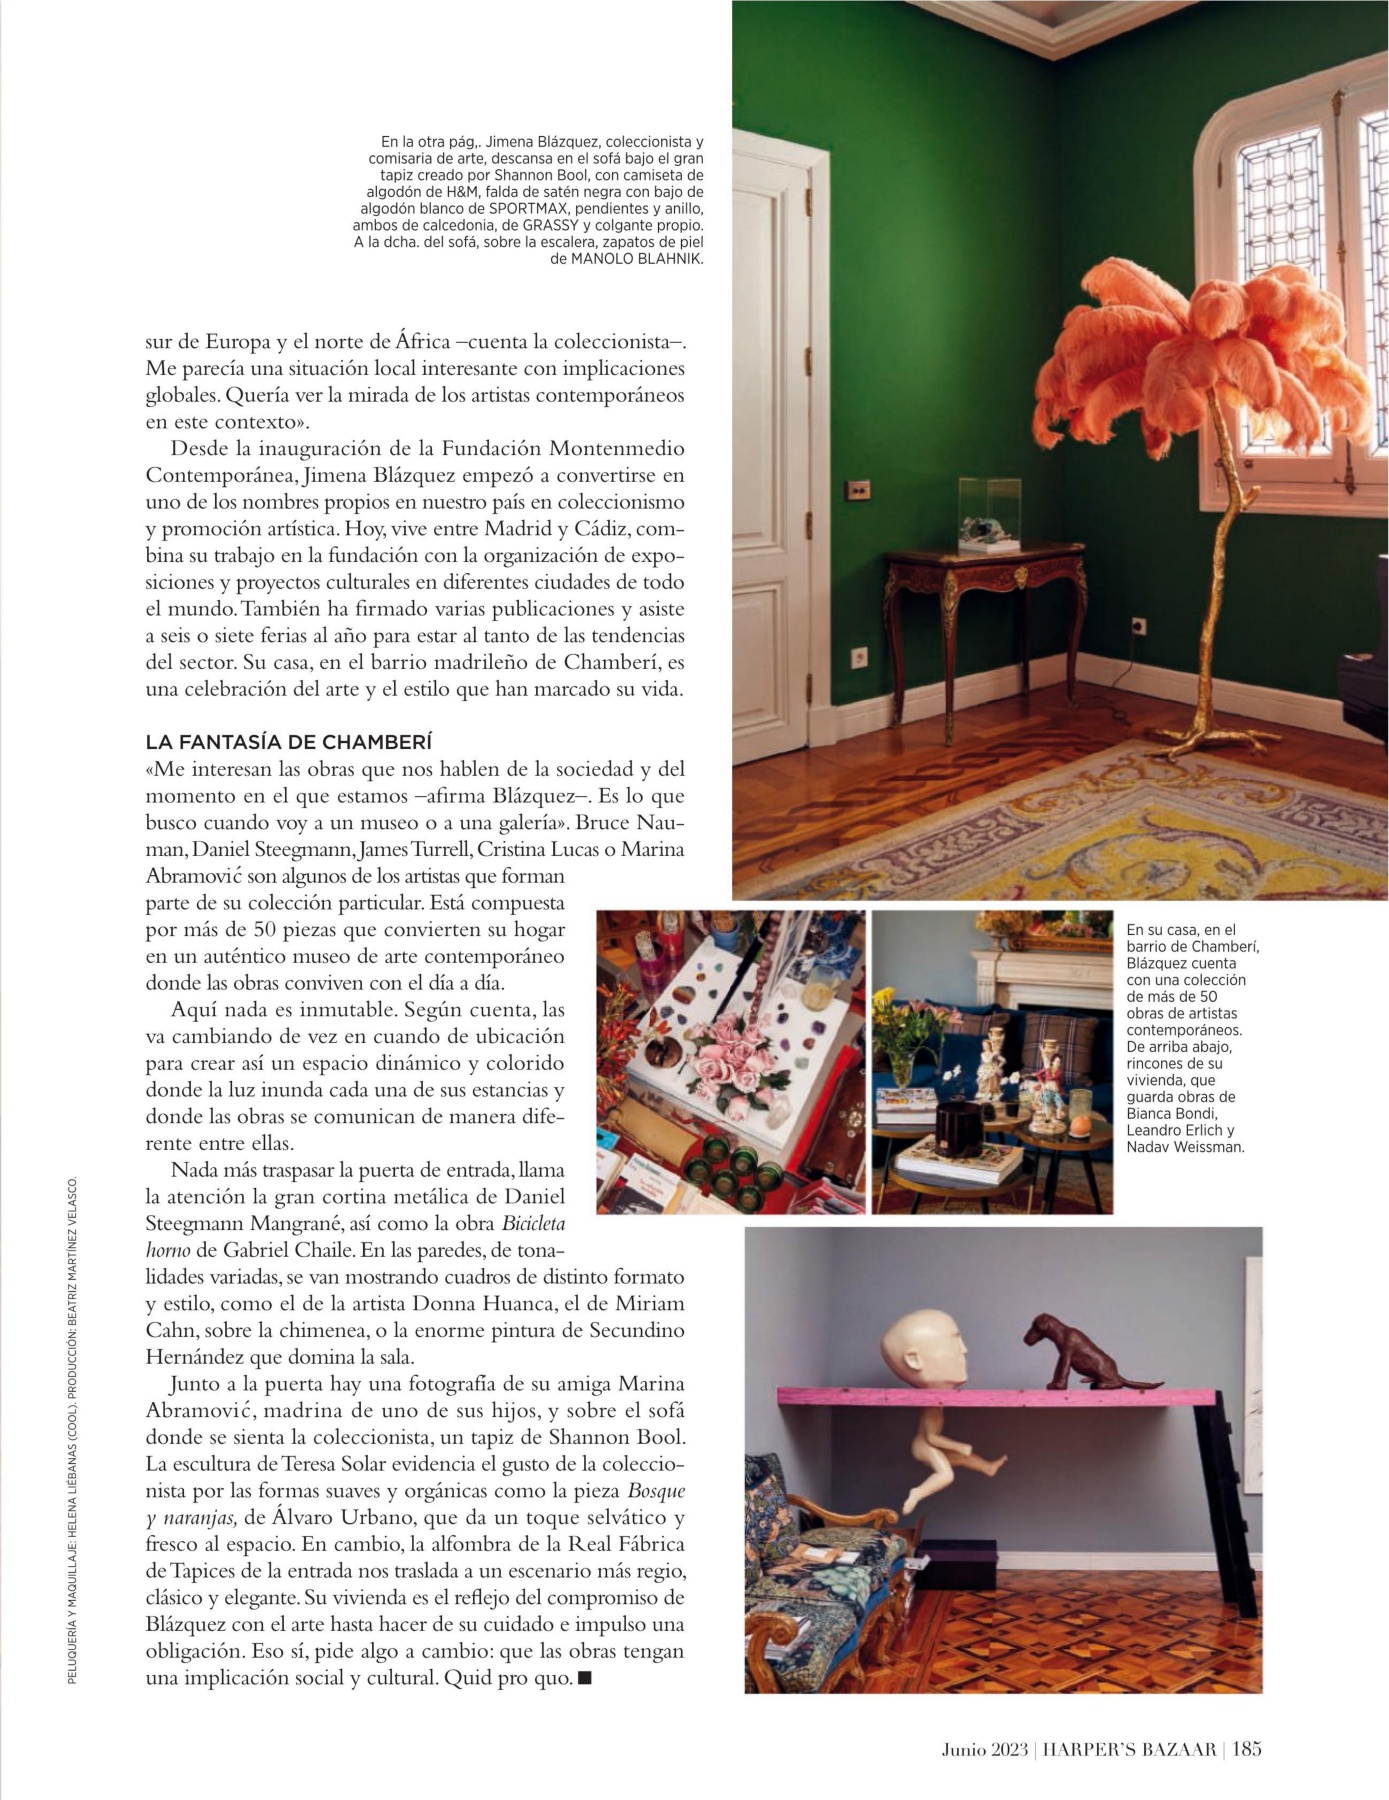 En la otra pág,. Jimena Blázquez, coleccionista y
comisaria de arte, descansa en el sofá bajo el gran
tapiz creado por Shannon Bool, con camiseta de
algodón de H&M, falda de satén negra con bajo de
algodón blanco de SPORTMAX, pendientes y anillo,
ambos de calcedonia, de GRASSY y colgante propio.
A la dcha. del sofá, sobre la escalera, zapatos de piel
de MANOLO BLAHNIK.
sur de Europa y el norte de África –cuenta la coleccionista–.
Me parecía una situación local interesante con implicaciones
globales. Quería ver la mirada de los artistas contemporáneos
en este contexto».
Desde la inauguración de la Fundación Montenmedio
Contemporánea, Jimena Blázquez empezó a convertirse en
uno de los nombres propios en nuestro país en coleccionismo
y promoción artística. Hoy, vive entre Madrid y Cádiz, com-
bina su trabajo en la fundación con la organización de expo-
siciones y proyectos culturales en diferentes ciudades de todo
el mundo. También ha firmado varias publicaciones y asiste
a seis o siete ferias al año para estar al tanto de las tendencias
del sector. Su casa, en el barrio madrileño de Chamberí, es
una celebración del arte y el estilo que han marcado su vida.
LA FANTASÍA DE CHAMBERÍ
«Me interesan las obras que nos hablen de la sociedad y del
momento en el que estamos –afirma Blázquez–. Es lo que
busco cuando voy a un museo o a una galería». Bruce Nau-
man, Daniel Steegmann, James Turrell, Cristina Lucas o Marina
Abramović son algunos de los artistas que forman
parte de su colección particular. Está compuesta
por más de 50 piezas que convierten su hogar
en un auténtico museo de arte contemporáneo
donde las obras conviven con el día a día.
Aquí nada es inmutable. Según cuenta, las
va cambiando de vez en cuando de ubicación
para crear así un espacio dinámico y colorido
donde la luz inunda cada una de sus estancias y
donde las obras se comunican de manera dife-
rente entre ellas.
Nada más traspasar la puerta de entrada, llama
la atención la gran cortina metálica de Daniel
Steegmann Mangrané, así como la obra Bicicleta
horno de Gabriel Chaile. En las paredes, de tona-
lidades variadas, se van mostrando cuadros de distinto formato
y estilo, como el de la artista Donna Huanca, el de Miriam
Cahn, sobre la chimenea, o la enorme pintura de Secundino
Hernández que domina la sala.
Junto a la puerta hay una fotografía de su amiga Marina
Abramović, madrina de uno de sus hijos, y sobre el sofá
donde se sienta la coleccionista, un tapiz de Shannon Bool.
La escultura de Teresa Solar evidencia el gusto de la coleccio-
nista por las formas suaves y orgánicas como la pieza Bosque
y naranjas, de Álvaro Urbano, que da un toque selvático y
fresco al espacio. En cambio, la alfombra de la Real Fábrica
de Tapices de la entrada nos traslada a un escenario más regio,
clásico y elegante. Su vivienda es el reflejo del compromiso de
Blázquez con el arte hasta hacer de su cuidado e impulso una
obligación. Eso sí, pide algo a cambio: que las obras tengan
una implicación social y cultural. Quid pro quo. ■
En su casa, en el
barrio de Chamberí,
Blázquez cuenta
con una colección
de más de 50
obras de artistas
contemporáneos.
De arriba abajo,
rincones de su
vivienda, que
guarda obras de
Bianca Bondi,
Leandro Erlich y
Nadav Weissman.
PELUQUERÍA Y MAQUILLAJE: HELENA LIÉBANAS (COOL). PRODUCCIÓN: BEATRIZ MARTÍNEZ VELASCO.
Junio 2023 | HARPER'S BAZAAR | 185